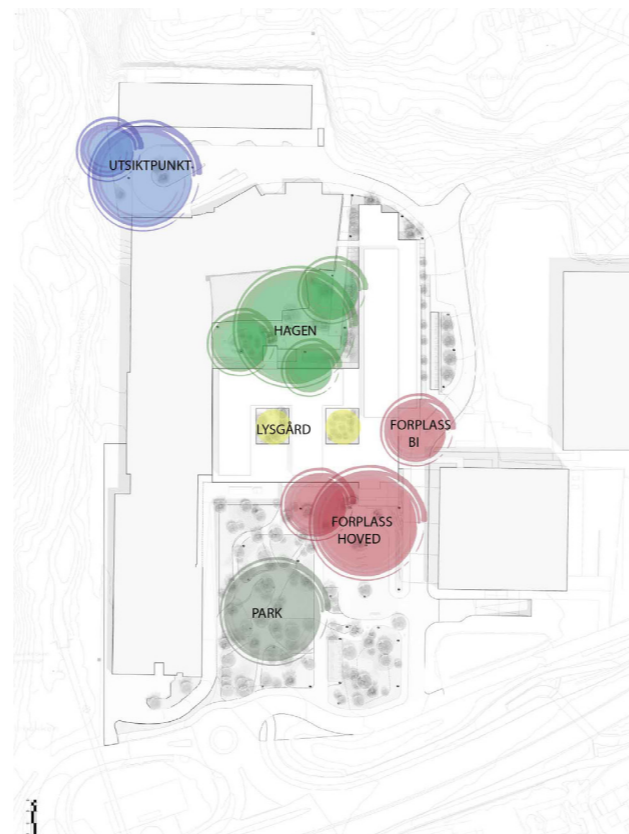 UTSIKTPUNKT
HAGEN
LYSGÅRD
FORPLASS
BI
FORPLASS
HOVED
PARK